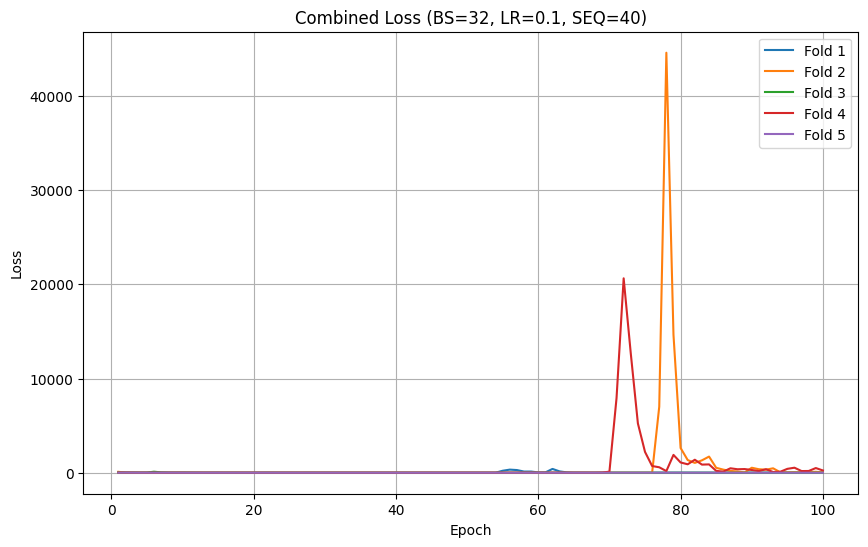 Combined Loss (BS=32, LR=0.1, SEQ=40)
Fold 1
Fold 2
Fold 3
Fold 4
Fold 5
Loss
40000
30000
20000
10000
0
0 20 40 60 80 100
Epoch